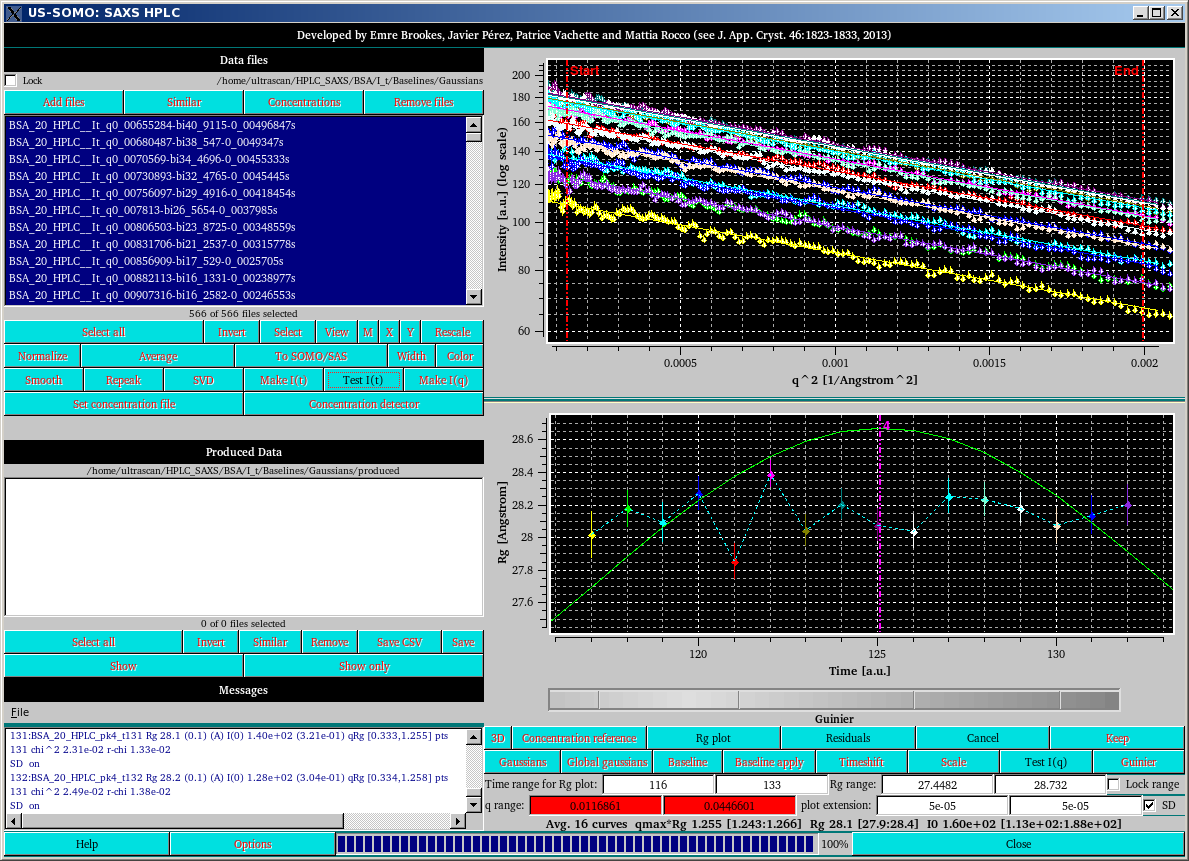 US-SOMO: SAXS HPLC
Developed by Emre Brookes, Javier Pérez, Patrice Vachette and Mattia Rocco (see J. App. Cryst. 46:1823-1833, 2013)
Data files
Lock /home/ultrascan/HPLC_SAXS/BSA/I_t/Baselines/Gaussians
Add files Similar Concentrations Remove files
BSA_20_HPLC__It_q0_00655284-bi40_9115-0_00496847s
BSA_20_HPLC__It_q0_00680487-bi38_547-0_0049347s
BSA_20_HPLC__It_q0_0070569-bi34_4696-0_00455333s
BSA_20_HPLC__It_q0_00730893-bi32_4765-0_0045445s
BSA_20_HPLC__It_q0_00756097-bi29_4916-0_00418454s
BSA_20_HPLC__It_q0_007813-bi26_5654-0_0037985s
BSA_20_HPLC__It_q0_00806503-bi23_8725-0_00348559s
BSA_20_HPLC__It_q0_00831706-bi21_2537-0_00315778s
BSA_20_HPLC__It_q0_00856909-bi17_529-0_0025705s
BSA_20_HPLC__It_q0_00882113-bi16_1331-0_00238977s
BSA_20_HPLC__It_q0_00907316-bi16_2582-0_00246553s
566 of 566 files selected
Select all Invert Select View M X Y Rescale
Normalize Average To SOMO/SAS Width Color
Smooth Repeak SVD Make I(t) Test I(t) Make I(q)
Set concentration file Concentration detector
Produced Data
/home/ultrascan/HPLC_SAXS/BSA/I_t/Baselines/Gaussians/produced
0 of 0 files selected
Select all Invert Similar Remove Save CSV Save
Show Show only
Messages
File
131:BSA_20_HPLC_pk4_t131 Rg 28.1 (0.1) (A) I(0) 1.40e+02 (3.21e-01) qRg [0.333,1.255] pts
131 chi^2 2.31e-02 r-chi 1.33e-02
SD on
132:BSA_20_HPLC_pk4_t132 Rg 28.2 (0.1) (A) I(0) 1.28e+02 (3.04e-01) qRg [0.334,1.258] pts
132 chi^2 2.49e-02 r-chi 1.38e-02
SD on
Help Options 100% Close
Intensity [a.u.] (log scale)
200
180
160
140
120
100
80
60
Start End
0.0005 0.001 0.0015 0.002
q^2 [1/Angstrom^2]
Rg [Angstrom]
28.6
28.4
28.2
28
27.8
27.6
4
120 125 130
Time [a.u.]
Guinier
3D Concentration reference Rg plot Residuals Cancel Keep
Gaussians Global gaussians Baseline Baseline apply Timeshift Scale Test I(q) Guinier
Time range for Rg plot: 116 133 Rg range: 27.4482 28.732 Lock range
q range: 0.0116861 0.0446601 plot extension: 5e-05 5e-05 SD
Avg. 16 curves qmax*Rg 1.255 [1.243:1.266] Rg 28.1 [27.9:28.4] I0 1.60e+02 [1.13e+02:1.88e+02]